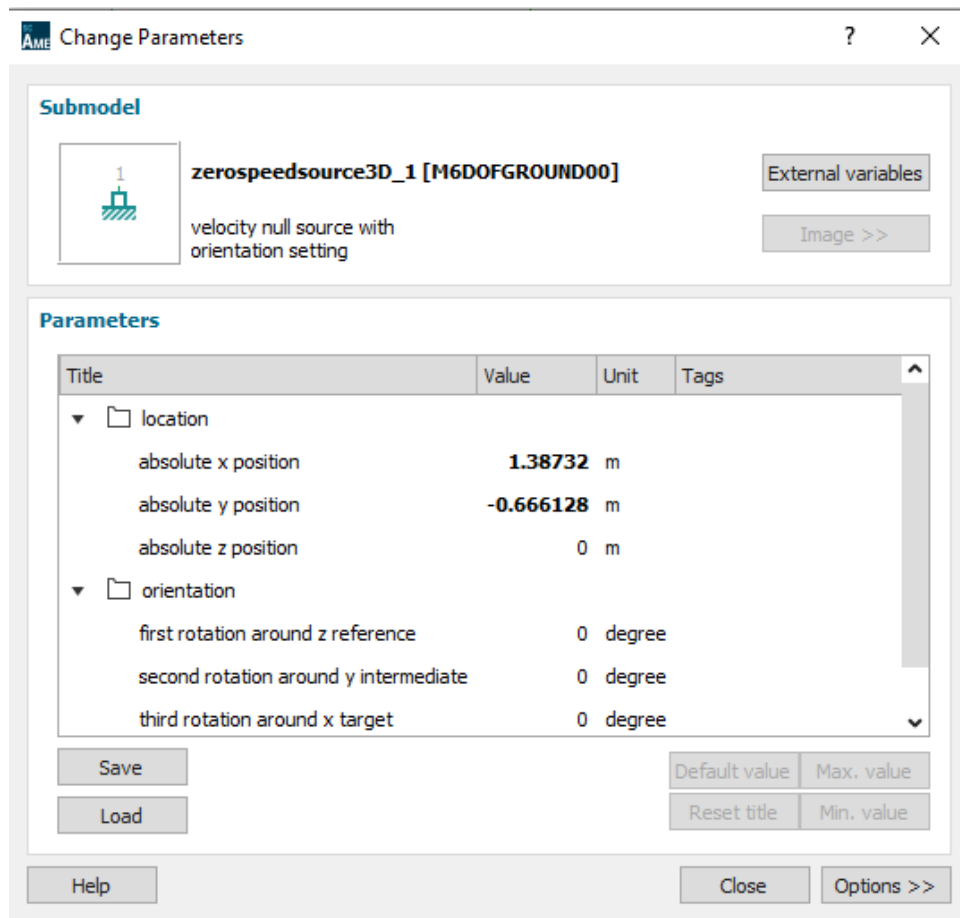 AME Change Parameters ?
Submodel
1
zerospeedsource3D_1 [M6DOFGROUND00]
External variables
velocity null source with
orientation setting
Image >>
Parameters
Title Value Unit Tags
location
absolute x position 1.38732 m
absolute y position -0.666128 m
absolute z position 0 m
orientation
first rotation around z reference 0 degree
second rotation around y intermediate 0 degree
third rotation around x target 0 degree
Save Default value Max. value
Load Reset title Min. value
Help Close Options >>